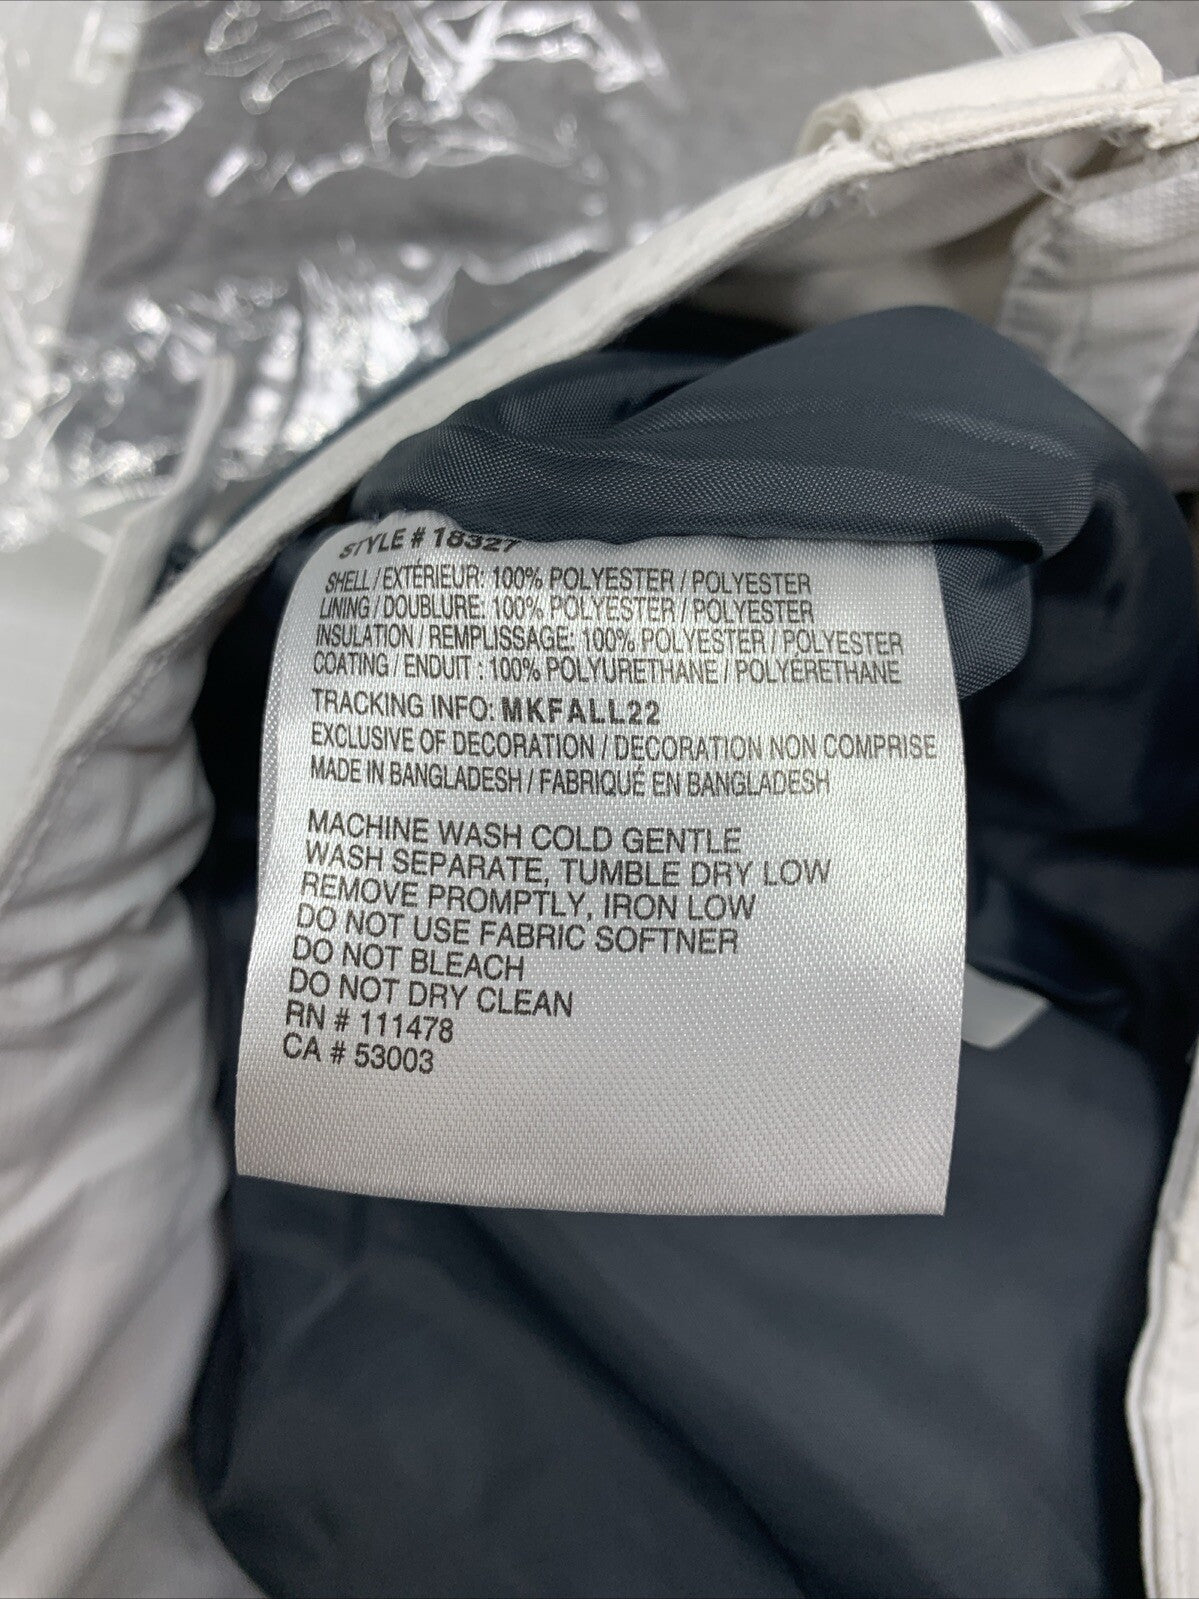 STYLE # 18327
SHELL / EXTÉRIEUR: 100% POLYESTER / POLYESTER
LINING / DOUBLURE: 100% POLYESTER / POLYESTER
INSULATION / REMPLISSAGE: 100% POLYESTER / POLYESTER
COATING / ENDUIT : 100% POLYURETHANE / POLYÉRETHANE
TRACKING INFO: MKFALL22
EXCLUSIVE OF DECORATION / DECORATION NON COMPRISE
MADE IN BANGLADESH / FABRIQUÉ EN BANGLADESH
MACHINE WASH COLD GENTLE
WASH SEPARATE, TUMBLE DRY LOW
REMOVE PROMPTLY, IRON LOW
DO NOT USE FABRIC SOFTNER
DO NOT BLEACH
DO NOT DRY CLEAN
RN # 111478
CA # 53003